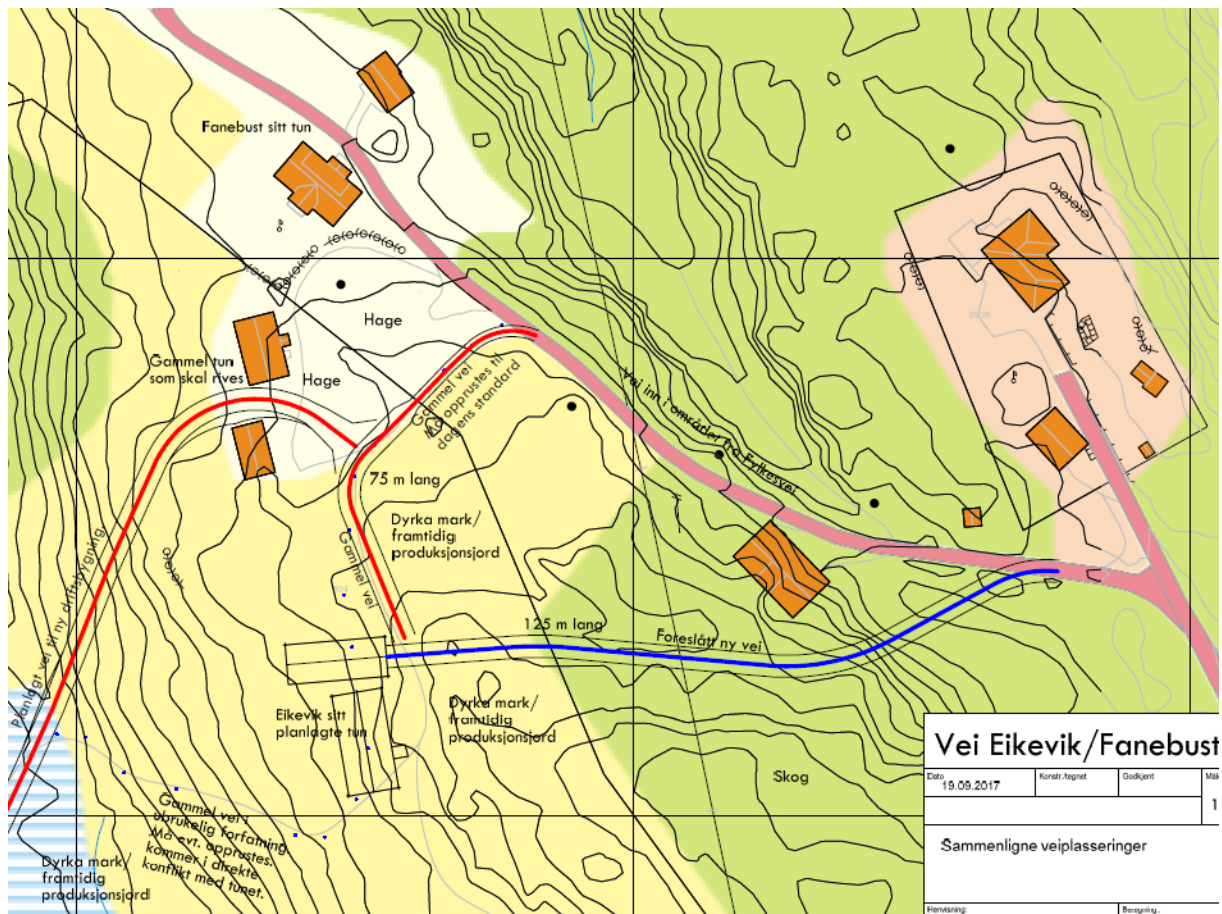 Fanebust sitt tun
Hage
Gammel tun
som skal rives
Hage
Gammel vei
Må opprustes til
dagens standard
Vei inn i området fra Fylkesvei
75 m lang
Dyrka mark/
framtidig
produksjonsjord
Gammel vei
Planlagt vei til ny driftsbygning
125 m lang
Foreslått ny vei
Eikevik sitt
planlagte tun
Dyrka mark/
framtidig
produksjonsjord
Skog
Gammel vei i
ubrukelig forfatning
Må evt. opprustes.
kommer i direkte
konflikt med tunet.
Dyrka mark/
framtidig
produksjonsjord
Vei Eikevik/Fanebust
Dato
19.09.2017
Konstr./tegnet
Godkjent
1
Sammenligne veiplasseringer
Henvisning:
Beregning: